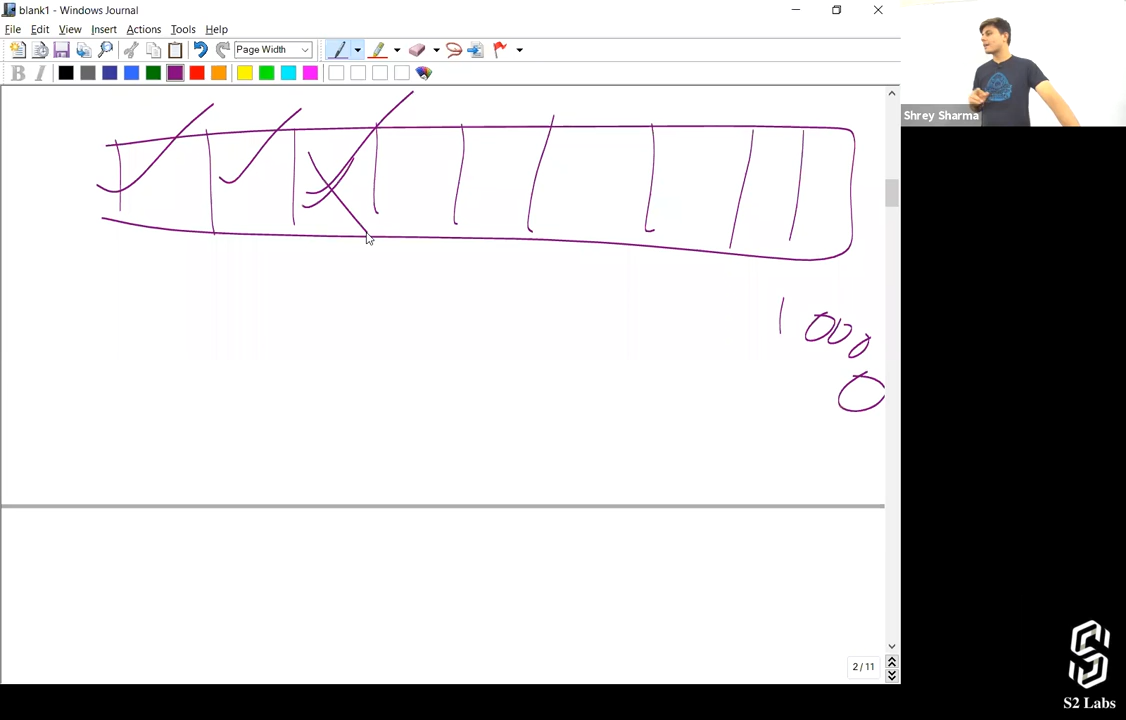 blank1 - Windows Journal
File Edit View Insert Actions Tools Help
Page Width
B I
Shrey Sharma
1000
0
2 / 11
S2 Labs